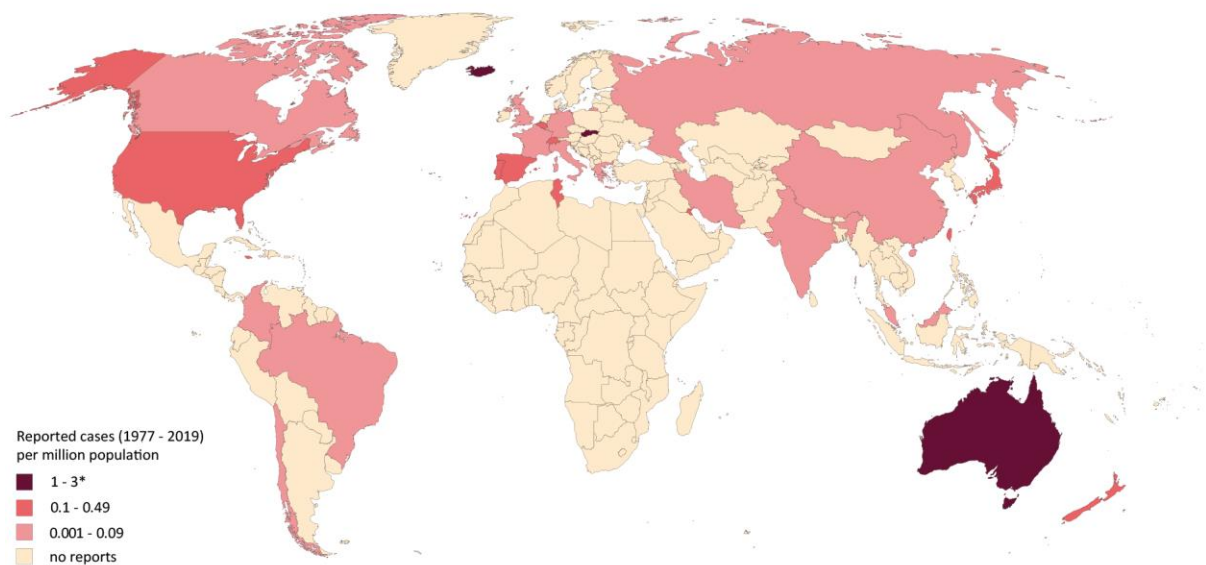 Reported cases (1977 - 2019)
per million population
1 - 3*
0.1 - 0.49
0.001 - 0.09
no reports